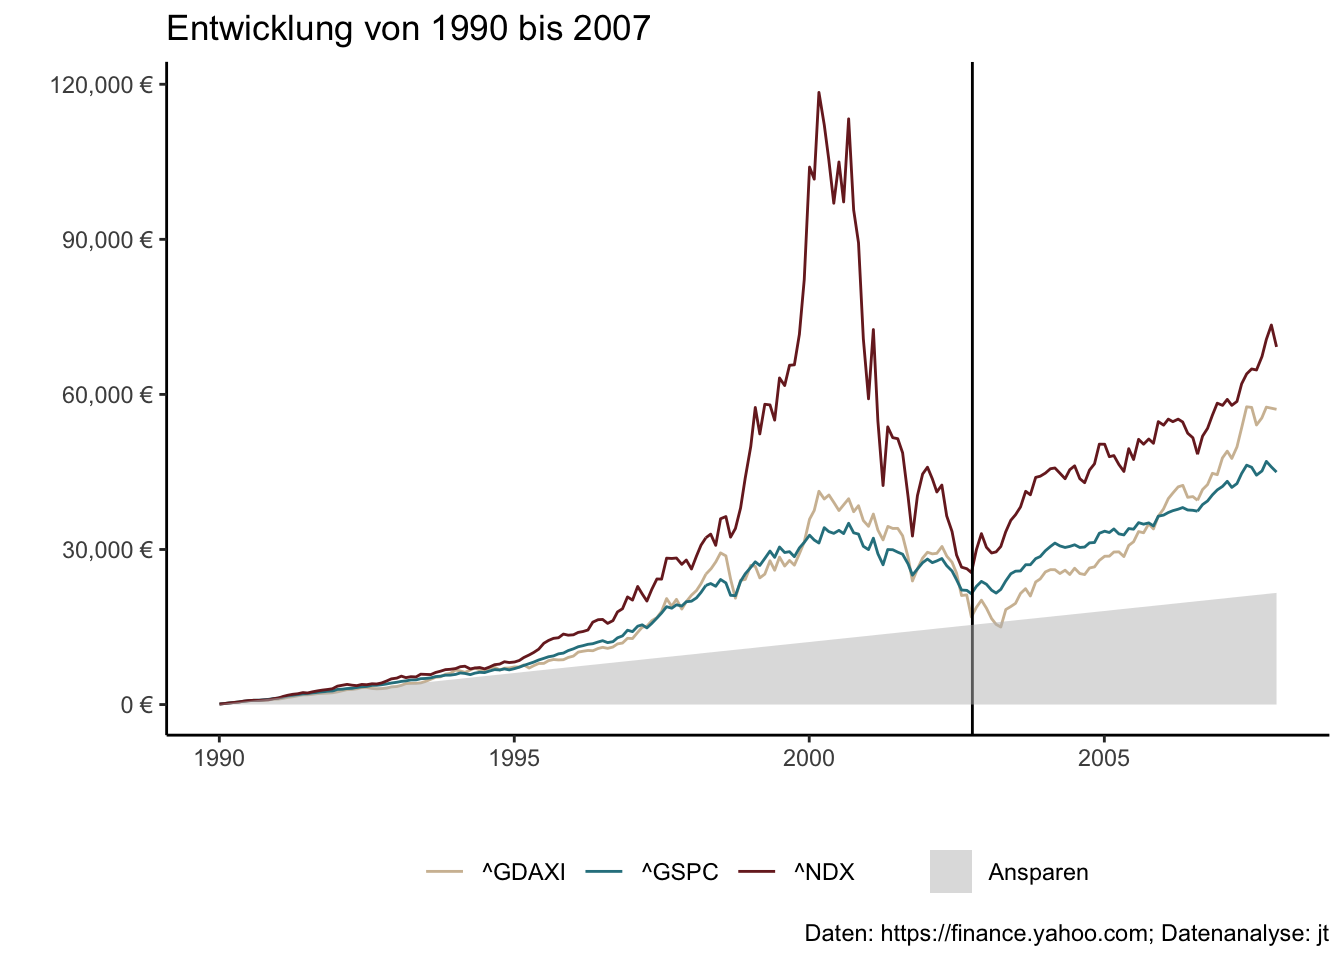 Entwicklung von 1990 bis 2007
120,000 €
90,000 €
60,000 €
30,000 €
0 €
1990 1995 2000 2005
^GDAXI ^GSPC ^NDX Ansparen
Daten: https://finance.yahoo.com; Datenanalyse: jt